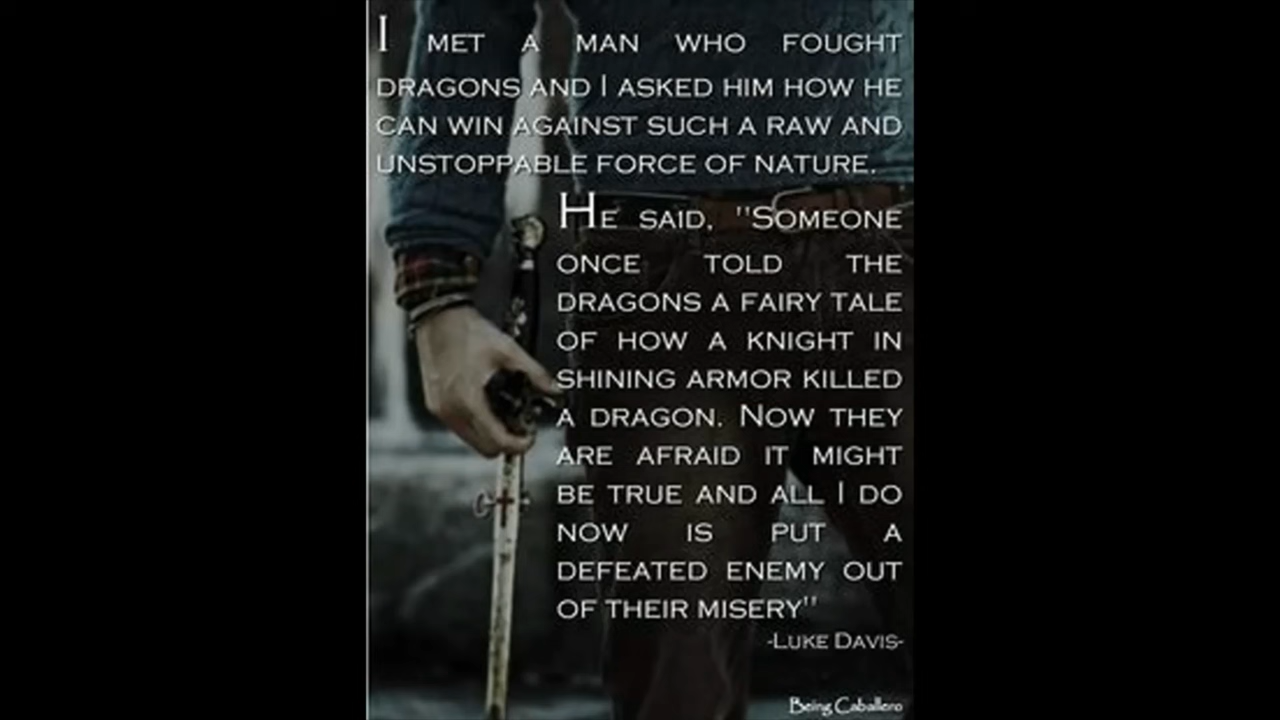 I MET A MAN WHO FOUGHT
DRAGONS AND I ASKED HIM HOW HE
CAN WIN AGAINST SUCH A RAW AND
UNSTOPPABLE FORCE OF NATURE.
HE SAID, "SOMEONE
ONCE TOLD THE
DRAGONS A FAIRY TALE
OF HOW A KNIGHT IN
SHINING ARMOR KILLED
A DRAGON. NOW THEY
ARE AFRAID IT MIGHT
BE TRUE AND ALL I DO
NOW IS PUT A
DEFEATED ENEMY OUT
OF THEIR MISERY"
-LUKE DAVIS-
Being Caballero